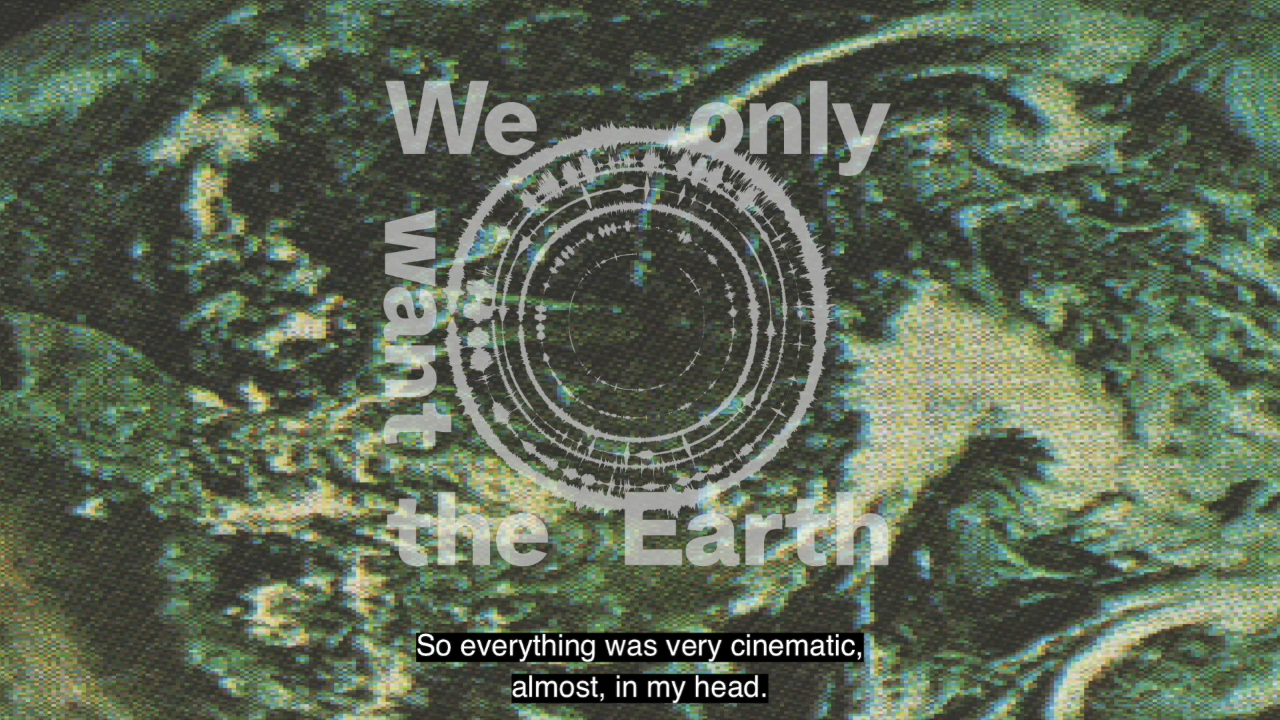 We only
want
the Earth
So everything was very cinematic,
almost, in my head.